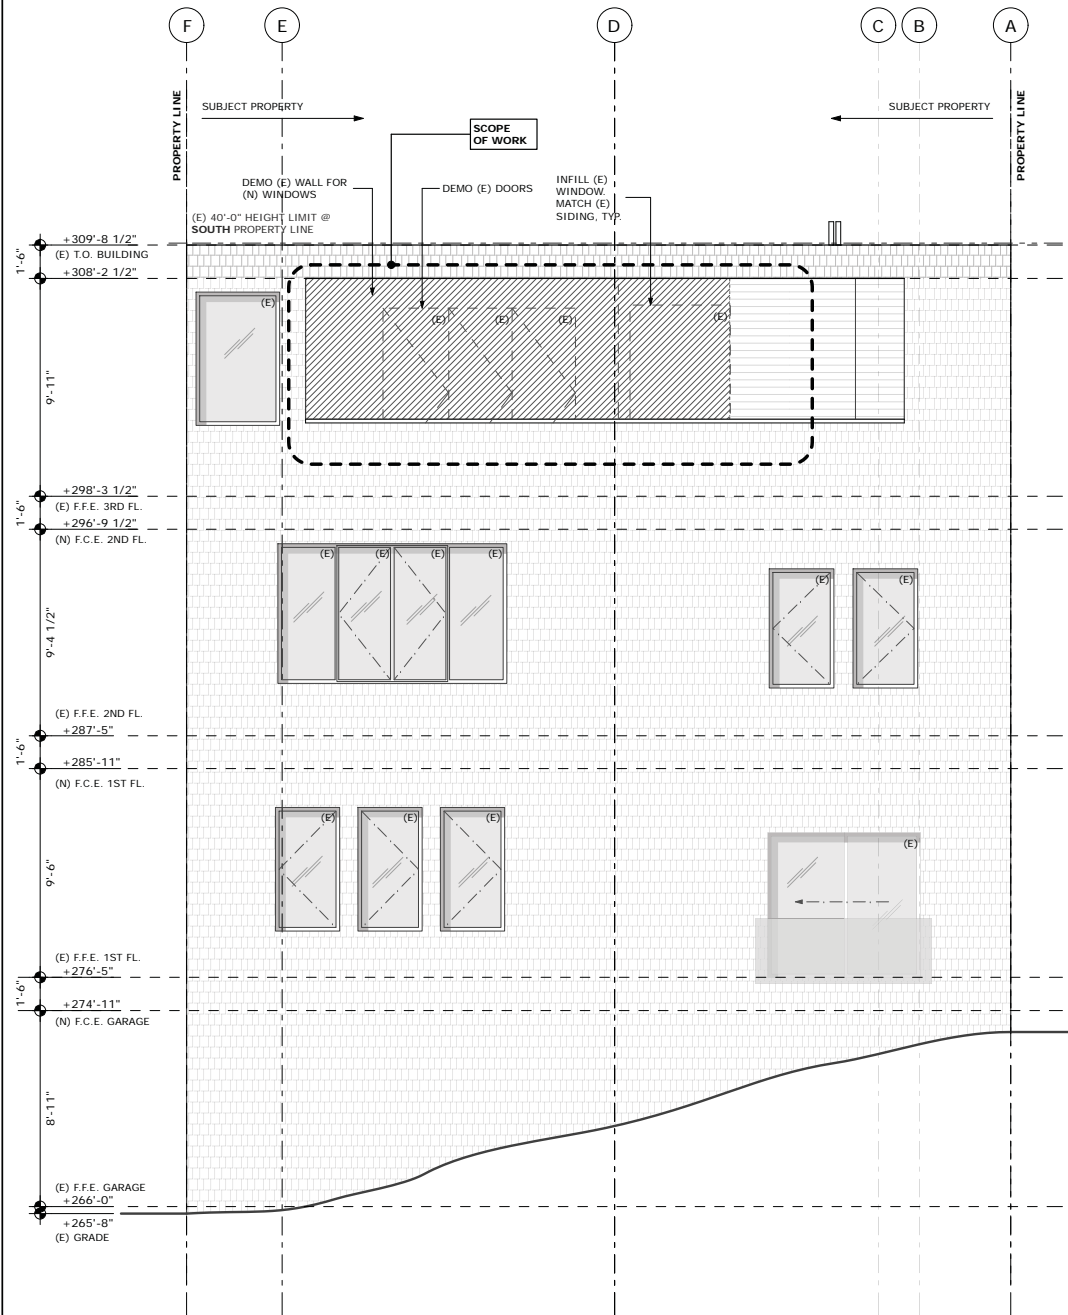 F
E
D
C
B
A
PROPERTY LINE
SUBJECT PROPERTY
SUBJECT PROPERTY
PROPERTY LINE
SCOPE
OF WORK
DEMO (E) WALL FOR
(N) WINDOWS
DEMO (E) DOORS
INFILL (E)
WINDOW.
MATCH (E)
SIDING, TYP.
(E) 40'-0" HEIGHT LIMIT @
SOUTH PROPERTY LINE
+309'-8 1/2"
(E) T.O. BUILDING
1'-6"
+308'-2 1/2"
(E)
(E)
(E)
(E)
(E)
9'-11"
+298'-3 1/2"
(E) F.F.E. 3RD FL.
1'-6"
+296'-9 1/2"
(N) F.C.E. 2ND FL.
(E)
(E)
(E)
(E)
(E)
(E)
9'-4 1/2"
(E) F.F.E. 2ND FL.
+287'-5"
1'-6"
+285'-11"
(N) F.C.E. 1ST FL.
(E)
(E)
(E)
(E)
9'-6"
(E) F.F.E. 1ST FL.
+276'-5"
1'-6"
+274'-11"
(N) F.C.E. GARAGE
8'-11"
(E) F.F.E. GARAGE
+266'-0"
+265'-8"
(E) GRADE